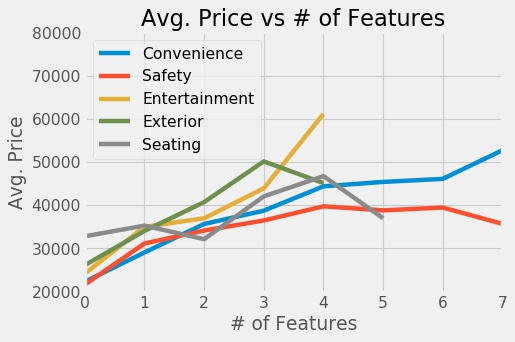 Avg. Price vs # of Features
80000
70000
60000
50000
40000
30000
20000
Avg. Price
Convenience
Safety
Entertainment
Exterior
Seating
0 1 2 3 4 5 6 7
# of Features